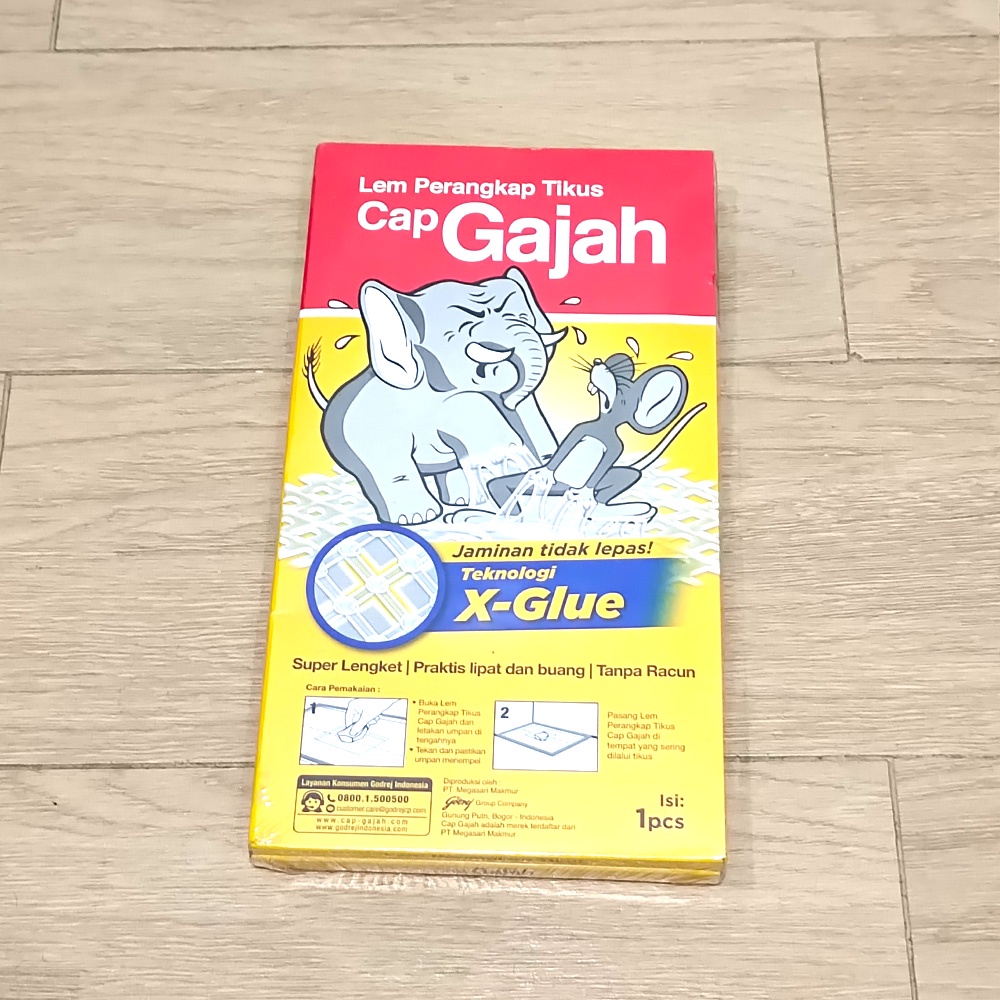 Lem Perangkap Tikus
Cap Gajah
Jaminan tidak lepas!
Teknologi
X-Glue
Super Lengket | Praktis lipat dan buang | Tanpa Racun
Cara Pemakaian :
1
• Buka Lem
Perangkap Tikus
Cap Gajah dan
letakan umpan di
tengahnya
• Tekan dan pastikan
umpan menempel
2
Pasang Lem
Perangkap Tikus
Cap Gajah di
tempat yang sering
dilalui tikus
Layanan Konsumen Godrej Indonesia
0800.1.500500
customer.care@godrejcp.com
www.cap-gajah.com
www.godrejindonesia.com
Diproduksi oleh :
PT. Megasari Makmur
Godrej Group Company
Gunung Putri, Bogor - Indonesia
Cap Gajah adalah merek terdaftar dari
PT Megasari Makmur
Isi:
1pcs